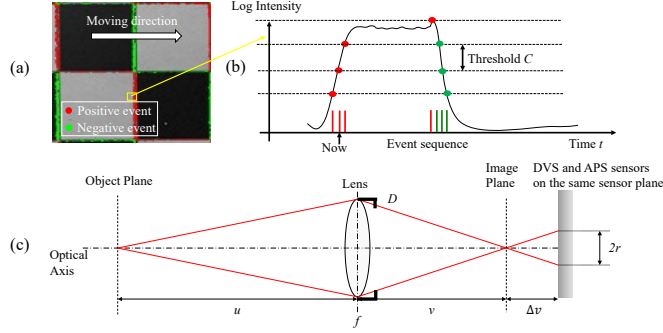 (a)
Moving direction
Positive event
Negative event
(b)
Log Intensity
Threshold C
Now
Event sequence
Time t
(c)
Object Plane
Lens
D
Image
Plane
DVS and APS sensors
on the same sensor plane
Optical
Axis
2r
u
f
v
Δv